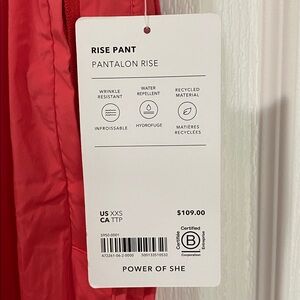 RISE PANT
PANTALON RISE
WRINKLE RESISTANT
WATER REPELLENT
RECYCLED MATERIAL
INFROISSABLE
HYDROFUGE
MATIÈRES RECYCLÉES
US XXS
CA TTP
$109.00
Certified
B
Corporation
POWER OF SHE